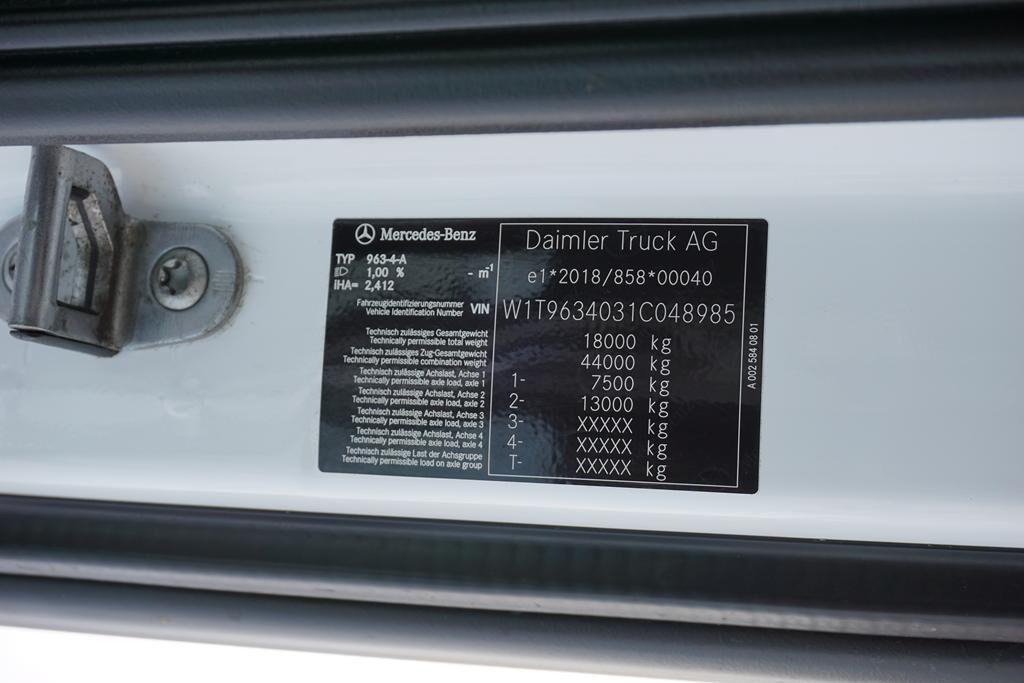 Mercedes-Benz
TYP 963-4-A
1,00 % - m⁻¹
IHA= 2,412
Fahrzeugidentifizierungsnummer
Vehicle Identification Number VIN
Technisch zulässiges Gesamtgewicht
Technically permissible total weight
Technisch zulässiges Zug-Gesamtgewicht
Technically permissible combination weight
Technisch zulässige Achslast, Achse 1
Technically permissible axle load, axle 1
Technisch zulässige Achslast, Achse 2
Technically permissible axle load, axle 2
Technisch zulässige Achslast, Achse 3
Technically permissible axle load, axle 3
Technisch zulässige Achslast, Achse 4
Technically permissible axle load, axle 4
Technisch zulässige Last der Achsgruppe
Technically permissible load on axle group
Daimler Truck AG
e1*2018/858*00040
W1T9634031C048985
18000 kg
44000 kg
1- 7500 kg
2- 13000 kg
3- XXXXX kg
4- XXXXX kg
T- XXXXX kg
A 002 584 08 01